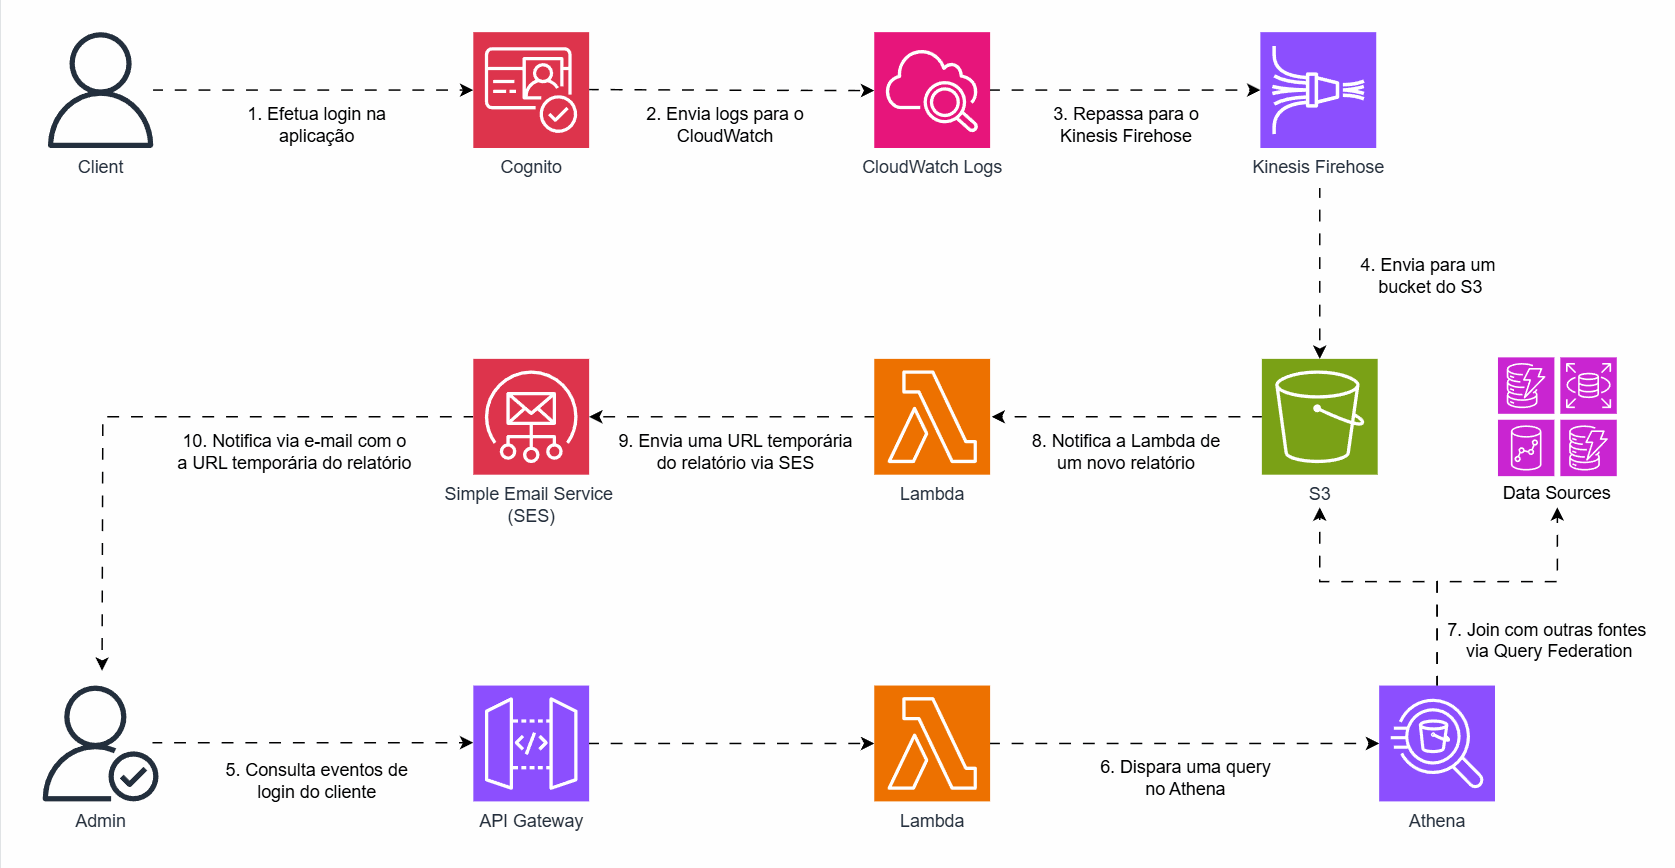 1. Efetua login na
aplicação
2. Envia logs para o
CloudWatch
3. Repassa para o
Kinesis Firehose
Client
Cognito
CloudWatch Logs
Kinesis Firehose
4. Envia para um
bucket do S3
10. Notifica via e-mail com o
a URL temporária do relatório
9. Envia uma URL temporária
do relatório via SES
8. Notifica a Lambda de
um novo relatório
Simple Email Service
(SES)
Lambda
S3
Data Sources
7. Join com outras fontes
via Query Federation
5. Consulta eventos de
login do cliente
6. Dispara uma query
no Athena
Admin
API Gateway
Lambda
Athena